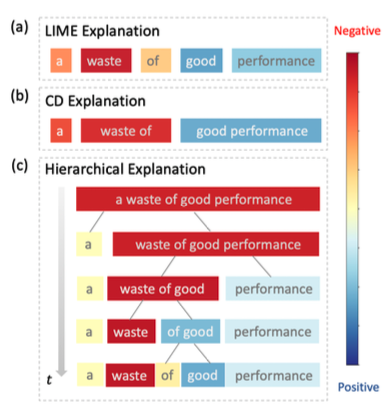 (a) LIME Explanation
Negative
a waste of good performance
(b) CD Explanation
a waste of good performance
(c) Hierarchical Explanation
a waste of good performance
a waste of good performance
a waste of good performance
a waste of good performance
a waste of good performance
t
Positive